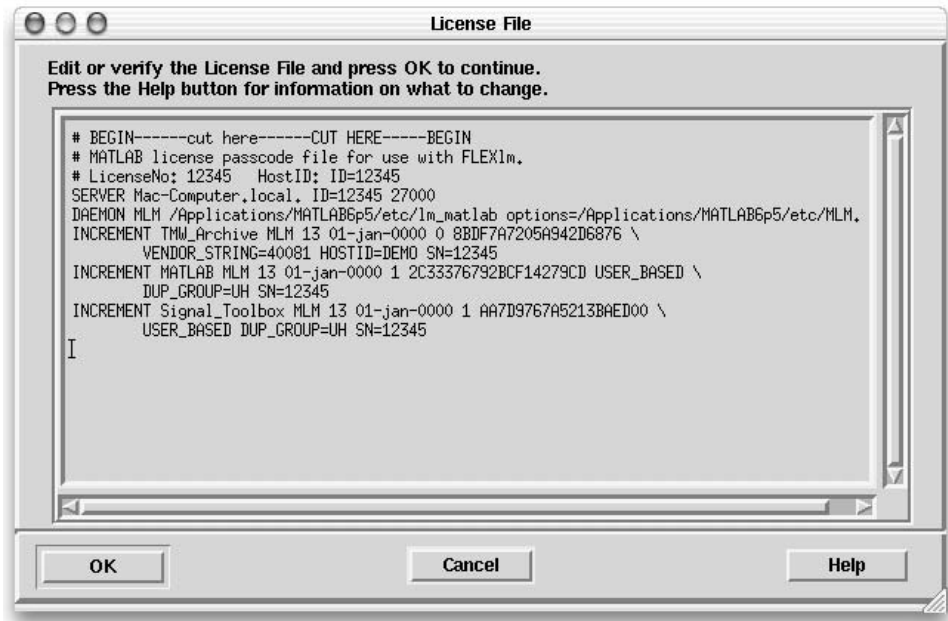 License File
Edit or verify the License File and press OK to continue.
Press the Help button for information on what to change.
# BEGIN------cut here------CUT HERE-----BEGIN
# MATLAB license passcode file for use with FLEXlm.
# LicenseNo: 12345   HostID: ID=12345
SERVER Mac-Computer.local. ID=12345 27000
DAEMON MLM /Applications/MATLAB6p5/etc/lm_matlab options=/Applications/MATLAB6p5/etc/MLM.
INCREMENT TMW_Archive MLM 13 01-jan-0000 0 8BDF7A7205A942D6876 \
VENDOR_STRING=40081 HOSTID=DEMO SN=12345
INCREMENT MATLAB MLM 13 01-jan-0000 1 2C33376792BCF14279CD USER_BASED \
DUP_GROUP=UH SN=12345
INCREMENT Signal_Toolbox MLM 13 01-jan-0000 1 AA7D9767A5213BAED00 \
USER_BASED DUP_GROUP=UH SN=12345
OK
Cancel
Help